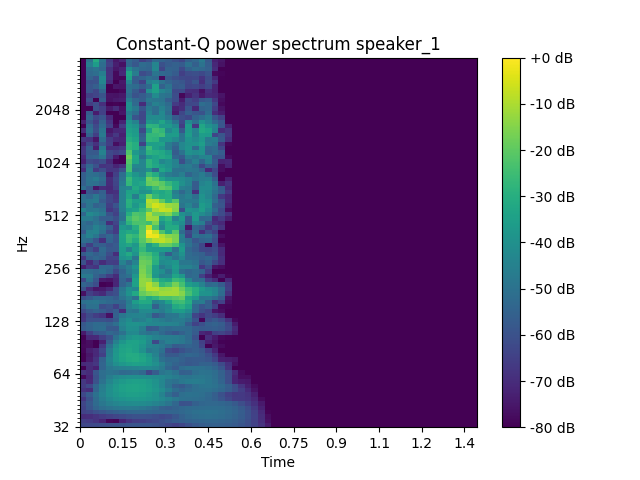 Constant-Q power spectrum speaker_1
Hz
2048
1024
512
256
128
64
32
0 0.15 0.3 0.45 0.6 0.75 0.9 1.1 1.2 1.4
Time
+0 dB
-10 dB
-20 dB
-30 dB
-40 dB
-50 dB
-60 dB
-70 dB
-80 dB